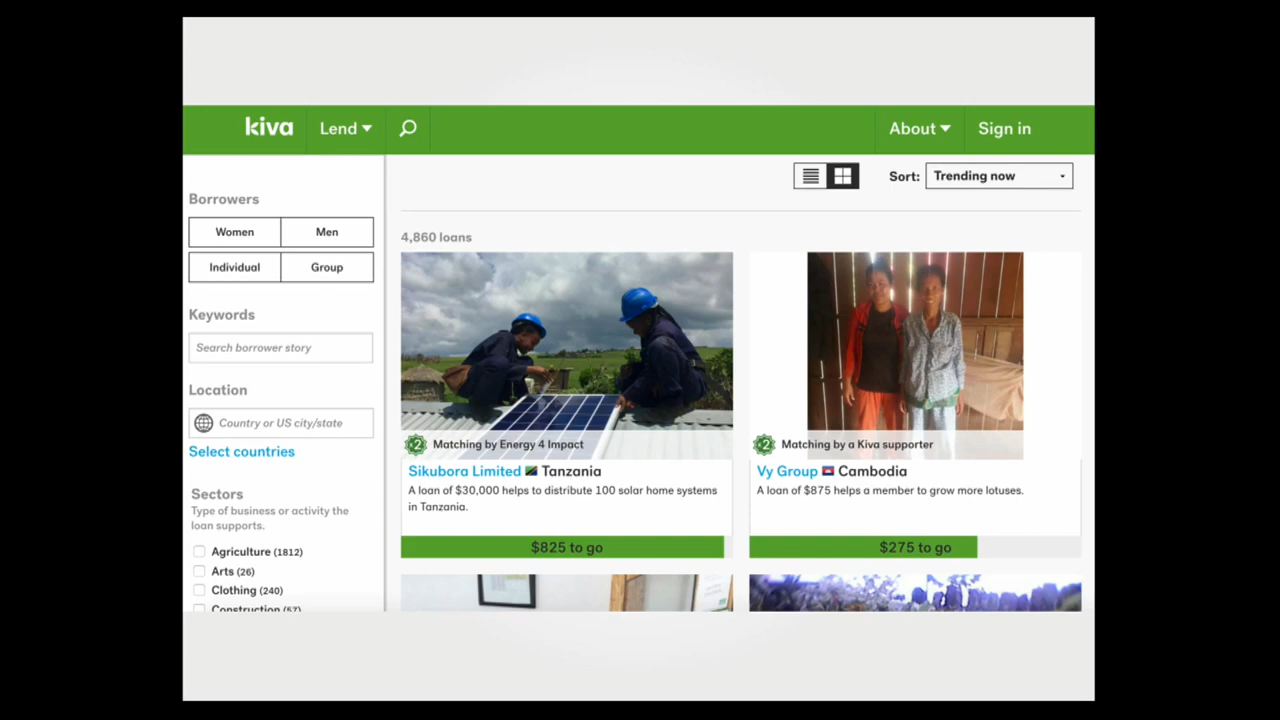 kiva
Lend
About
Sign in
Borrowers
Women
Men
Individual
Group
Keywords
Search borrower story
Location
Country or US city/state
Select countries
Sectors
Type of business or activity the
loan supports.
Agriculture (1812)
Arts (26)
Clothing (240)
Construction (57)
Sort:
Trending now
4,860 loans
x2 Matching by Energy 4 Impact
Sikubora Limited Tanzania
A loan of $30,000 helps to distribute 100 solar home systems
in Tanzania.
$825 to go
x2 Matching by a Kiva supporter
Vy Group Cambodia
A loan of $875 helps a member to grow more lotuses.
$275 to go